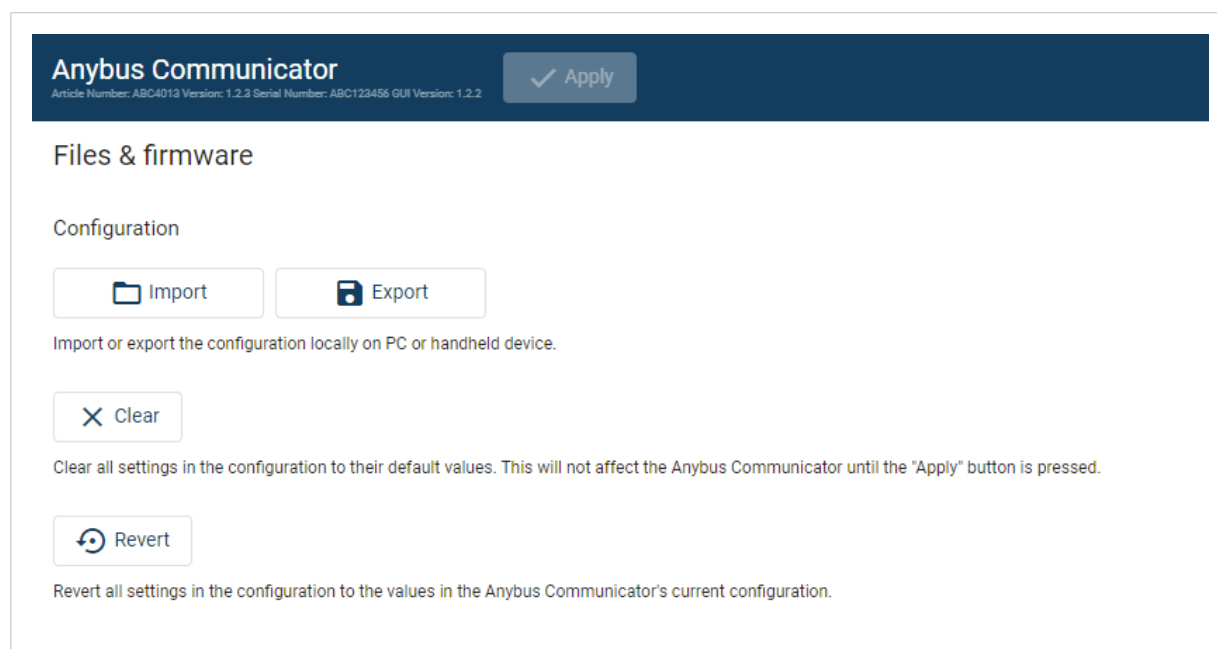 Anybus Communicator
Article Number: ABC4013 Version: 1.2.3 Serial Number: ABC123456 GUI Version: 1.2.2
Apply
Files & firmware
Configuration
Import
Export
Import or export the configuration locally on PC or handheld device.
Clear
Clear all settings in the configuration to their default values. This will not affect the Anybus Communicator until the "Apply" button is pressed.
Revert
Revert all settings in the configuration to the values in the Anybus Communicator's current configuration.